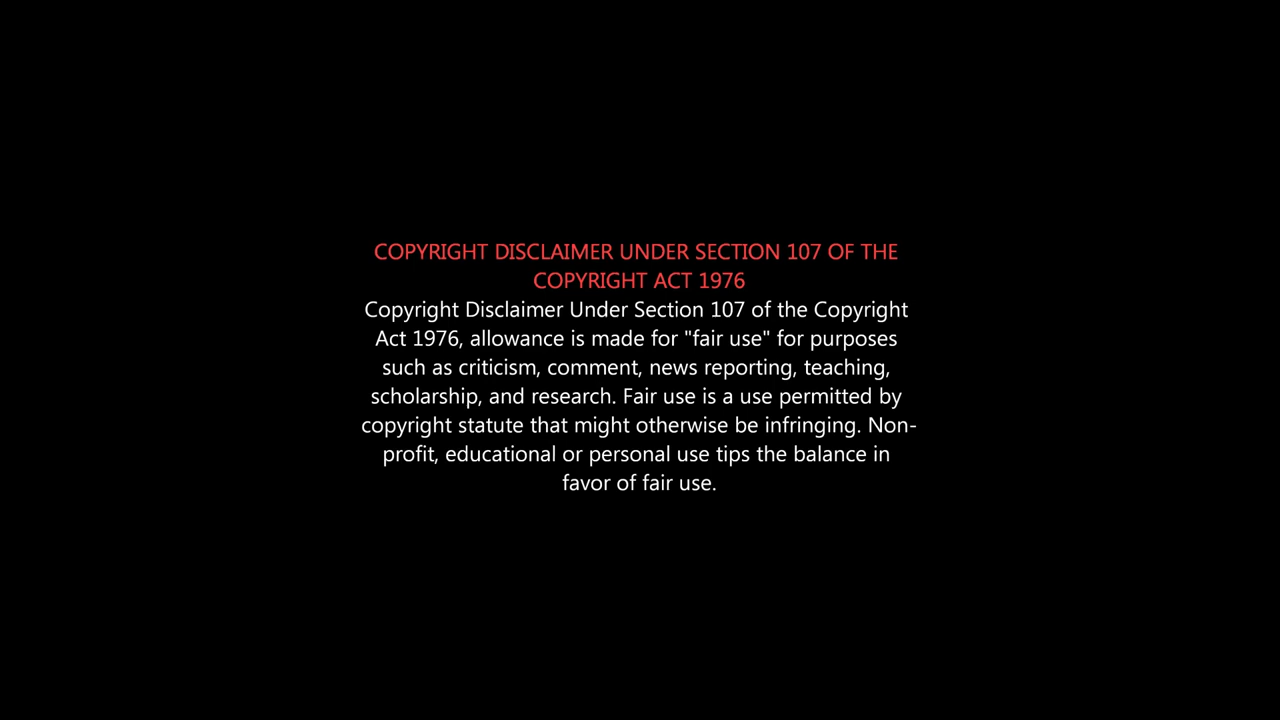 COPYRIGHT DISCLAIMER UNDER SECTION 107 OF THE
COPYRIGHT ACT 1976
Copyright Disclaimer Under Section 107 of the Copyright
Act 1976, allowance is made for "fair use" for purposes
such as criticism, comment, news reporting, teaching,
scholarship, and research. Fair use is a use permitted by
copyright statute that might otherwise be infringing. Non-
profit, educational or personal use tips the balance in
favor of fair use.